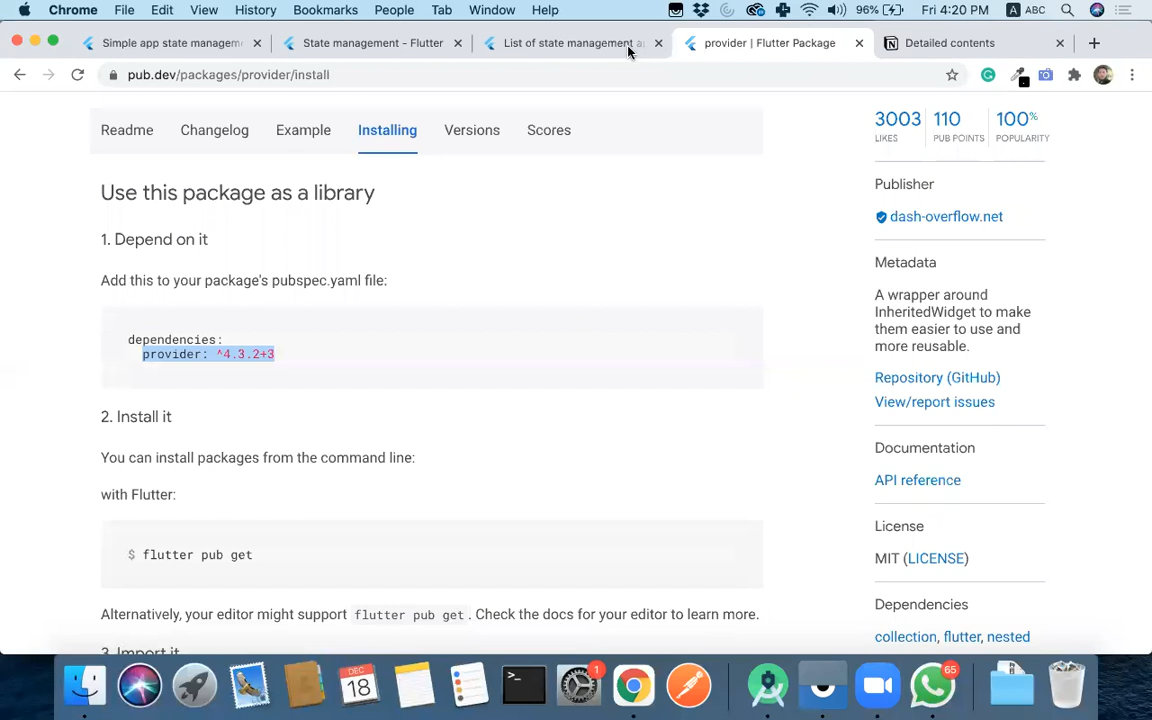 Chrome File Edit View History Bookmarks People Tab Window Help 96% Fri 4:20 PM A ABC
Simple app state managem State management - Flutter List of state management a provider | Flutter Package Detailed contents
pub.dev/packages/provider/install
Readme Changelog Example Installing Versions Scores
3003 110 100%
LIKES PUB POINTS POPULARITY
Use this package as a library
1. Depend on it
Add this to your package's pubspec.yaml file:
dependencies:
provider: ^4.3.2+3
2. Install it
You can install packages from the command line:
with Flutter:
$ flutter pub get
Alternatively, your editor might support flutter pub get. Check the docs for your editor to learn more.
3. Import it
Publisher
dash-overflow.net
Metadata
A wrapper around
InheritedWidget to make
them easier to use and
more reusable.
Repository (GitHub)
View/report issues
Documentation
API reference
License
MIT (LICENSE)
Dependencies
collection, flutter, nested
DEC
18
1
65